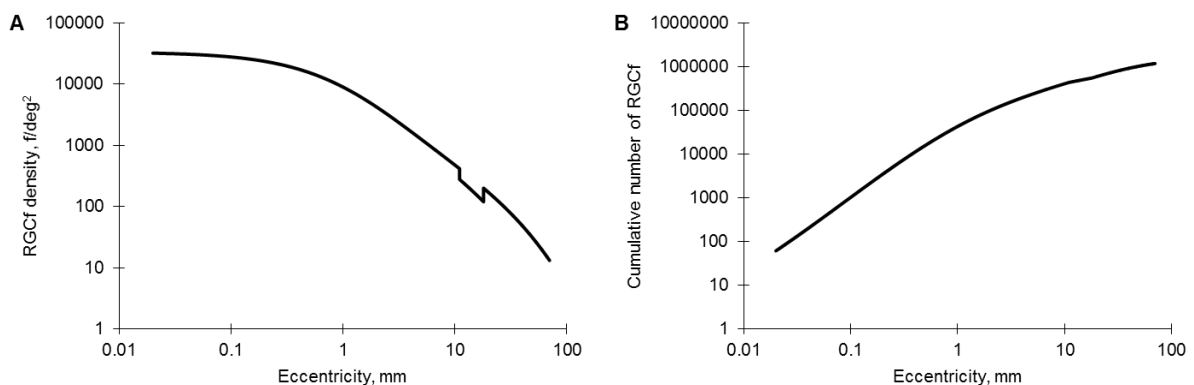 A
100000
10000
1000
100
10
1
0.01 0.1 1 10 100
RGCf density, f/deg²
Eccentricity, mm
B
10000000
1000000
100000
10000
1000
100
10
1
0.01 0.1 1 10 100
Cumulative number of RGCf
Eccentricity, mm